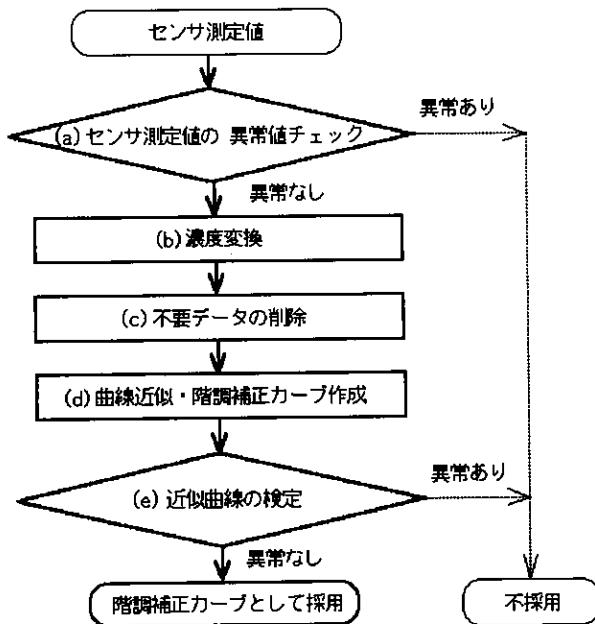 センサ測定値
異常あり
(a)センサ測定値の 異常値チェック
異常なし
(b)濃度変換
(c)不要データの削除
(d)曲線近似・階調補正カーブ作成
異常あり
(e)近似曲線の検定
異常なし
階調補正カーブとして採用
不採用